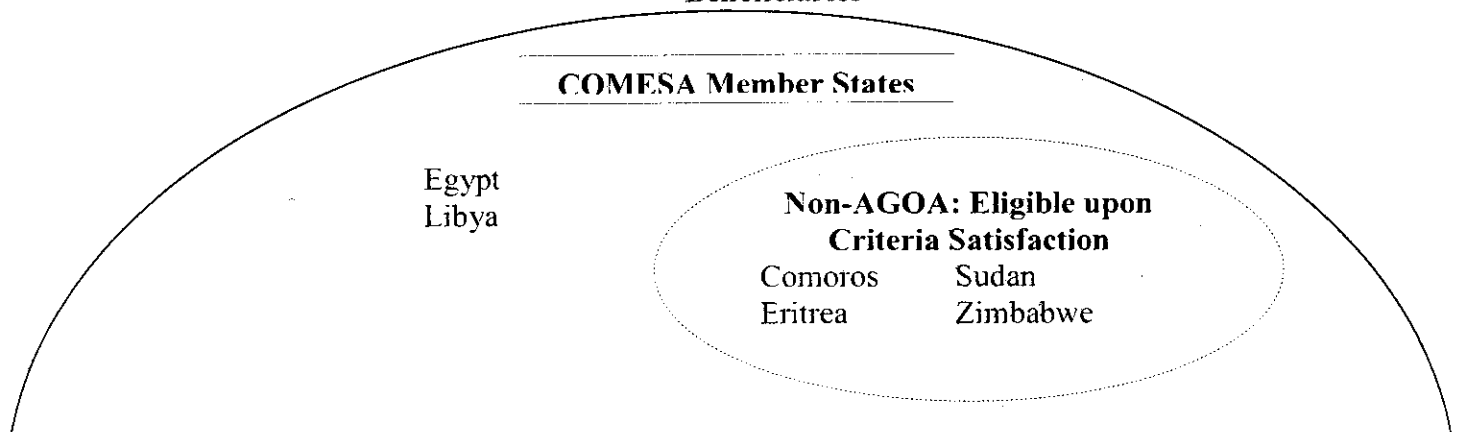 COMESA Member States
Egypt
Libya
Non-AGOA: Eligible upon
Criteria Satisfaction
Comoros Sudan
Eritrea Zimbabwe